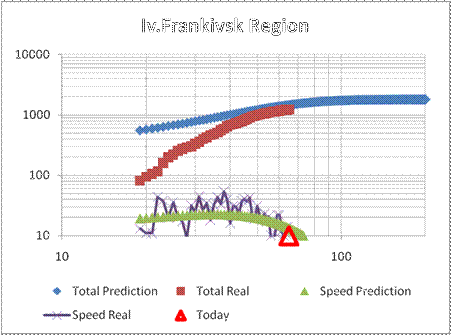 Iv.Frankivsk Region
10000
1000
100
10
10 100
Total Prediction Total Real Speed Prediction
Speed Real Today